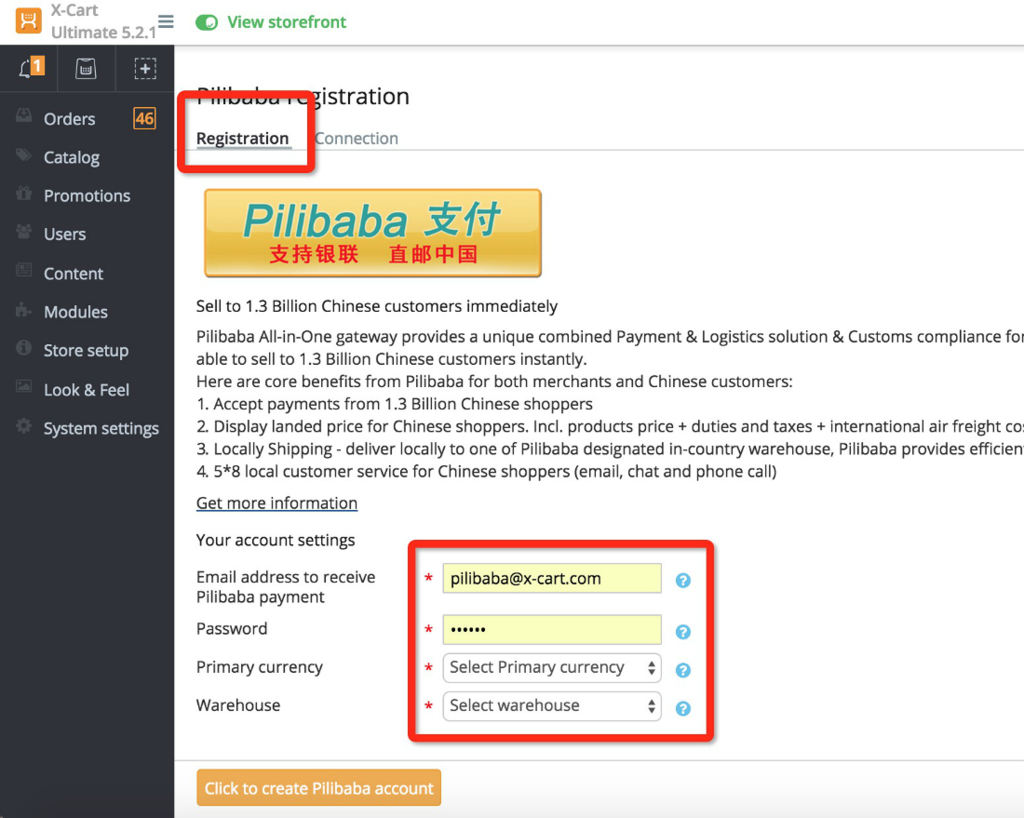 X-Cart
Ultimate 5.2.1
View storefront
1
Orders 46
Catalog
Promotions
Users
Content
Modules
Store setup
Look & Feel
System settings
Pilibaba registration
Registration Connection
Pilibaba 支付
支持银联 直邮中国
Sell to 1.3 Billion Chinese customers immediately
Pilibaba All-in-One gateway provides a unique combined Payment & Logistics solution & Customs compliance for
able to sell to 1.3 Billion Chinese customers instantly.
Here are core benefits from Pilibaba for both merchants and Chinese customers:
1. Accept payments from 1.3 Billion Chinese shoppers
2. Display landed price for Chinese shoppers. Incl. products price + duties and taxes + international air freight
3. Locally Shipping - deliver locally to one of Pilibaba designated in-country warehouse, Pilibaba provides
4. 5*8 local customer service for Chinese shoppers (email, chat and phone call)
Get more information
Your account settings
Email address to receive
Pilibaba payment
* pilibaba@x-cart.com ?
Password * •••••• ?
Primary currency * Select Primary currency ?
Warehouse * Select warehouse ?
Click to create Pilibaba account